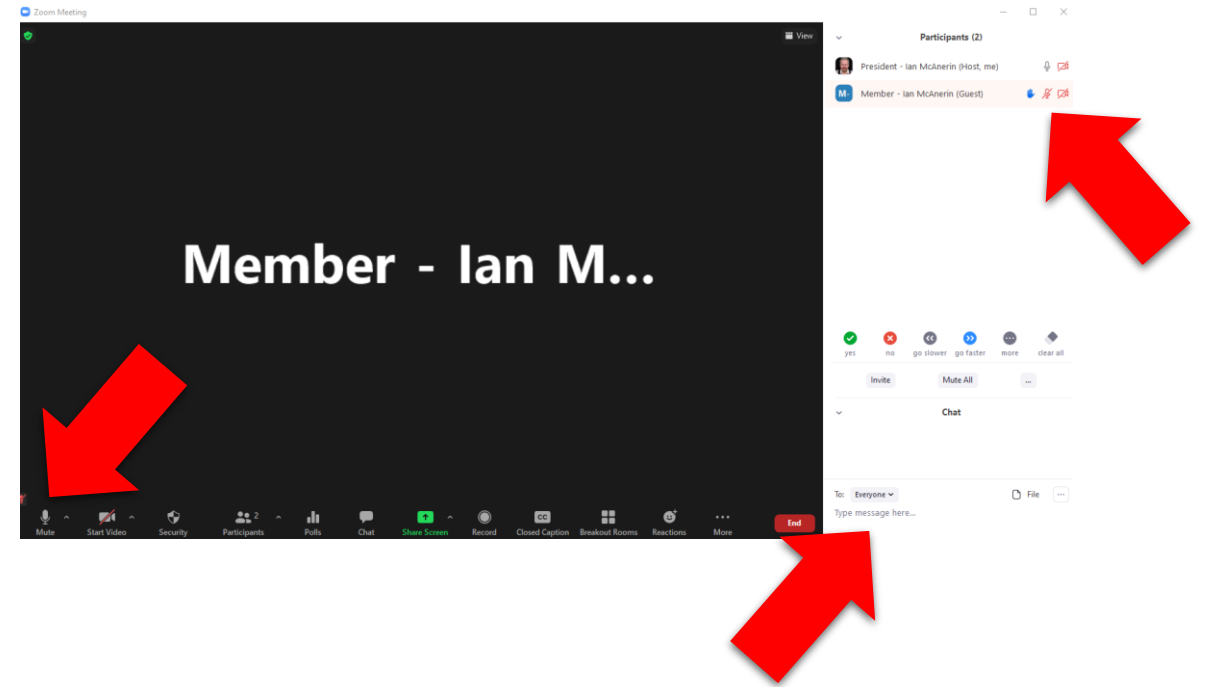 Zoom Meeting
View
Member - Ian M...
Mute
Start Video
Security
2
Participants
Polls
Chat
Share Screen
Record
CC
Closed Caption
Breakout Rooms
Reactions
More
End
Participants (2)
President - Ian McAnerin (Host, me)
M-
Member - Ian McAnerin (Guest)
yes
no
go slower
go faster
more
clear all
Invite
Mute All
...
Chat
To: Everyone
File
...
Type message here...